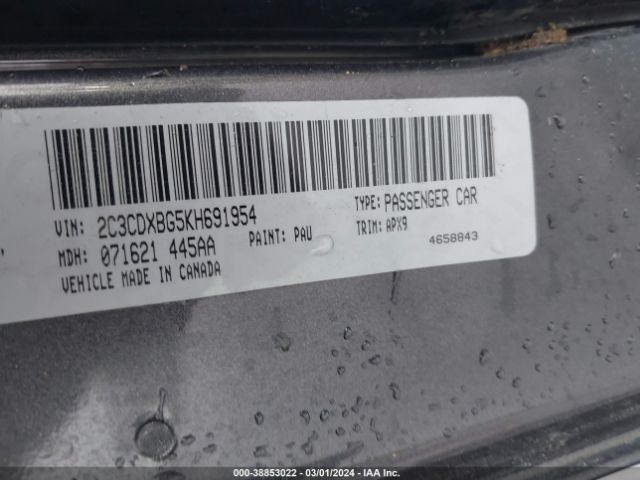 VIN: 2C3CDXBG5KH691954 TYPE: PASSENGER CAR
MDH: 071621 445AA PAINT: PAU TRIM: APX9
VEHICLE MADE IN CANADA 4658843
000-38853022 - 03/01/2024 - IAA Inc.